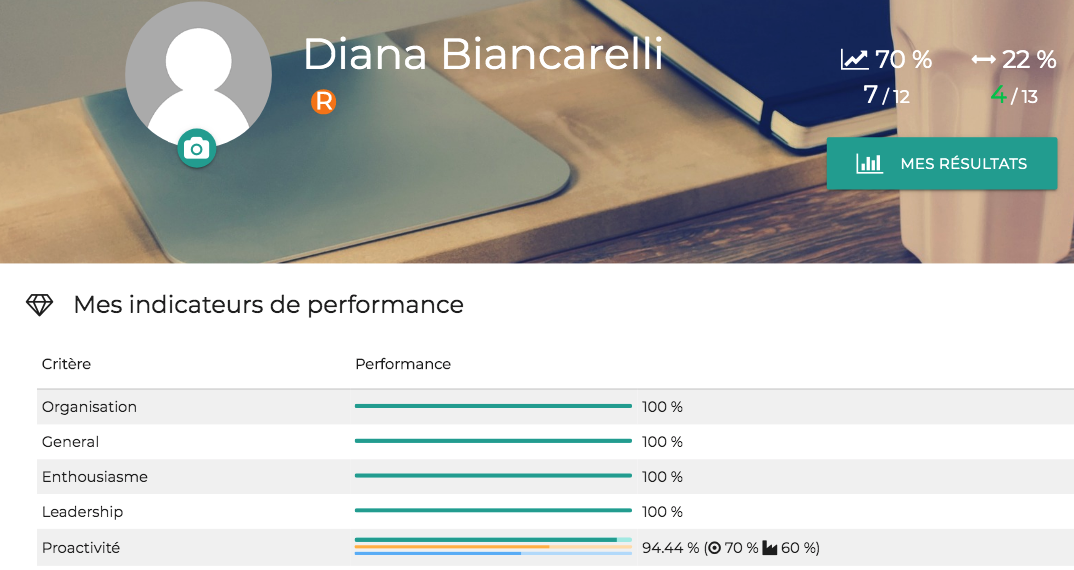 Diana Biancarelli
R
70 % 22 %
7 / 12 4 / 13
MES RÉSULTATS
Mes indicateurs de performance
Critère Performance
Organisation 100 %
General 100 %
Enthousiasme 100 %
Leadership 100 %
Proactivité 94.44 % (70 % 60 %)